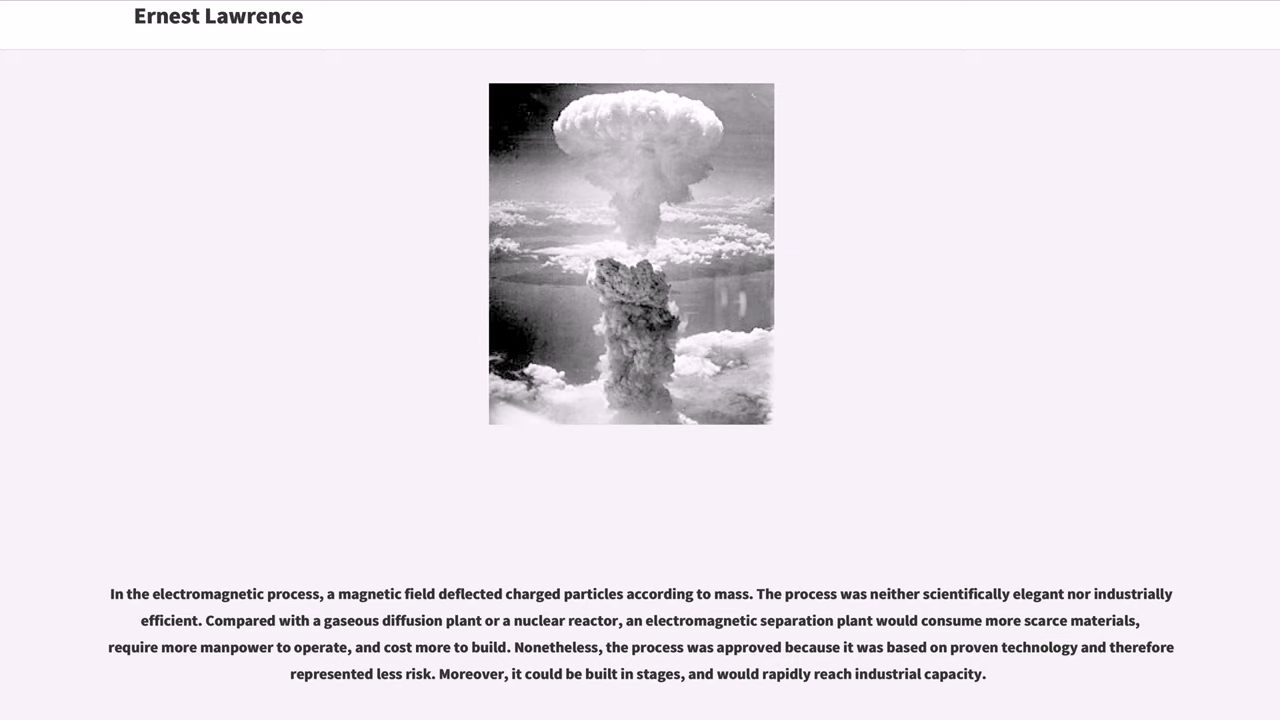 Ernest Lawrence
In the electromagnetic process, a magnetic field deflected charged particles according to mass. The process was neither scientifically elegant nor industrially
efficient. Compared with a gaseous diffusion plant or a nuclear reactor, an electromagnetic separation plant would consume more scarce materials,
require more manpower to operate, and cost more to build. Nonetheless, the process was approved because it was based on proven technology and therefore
represented less risk. Moreover, it could be built in stages, and would rapidly reach industrial capacity.